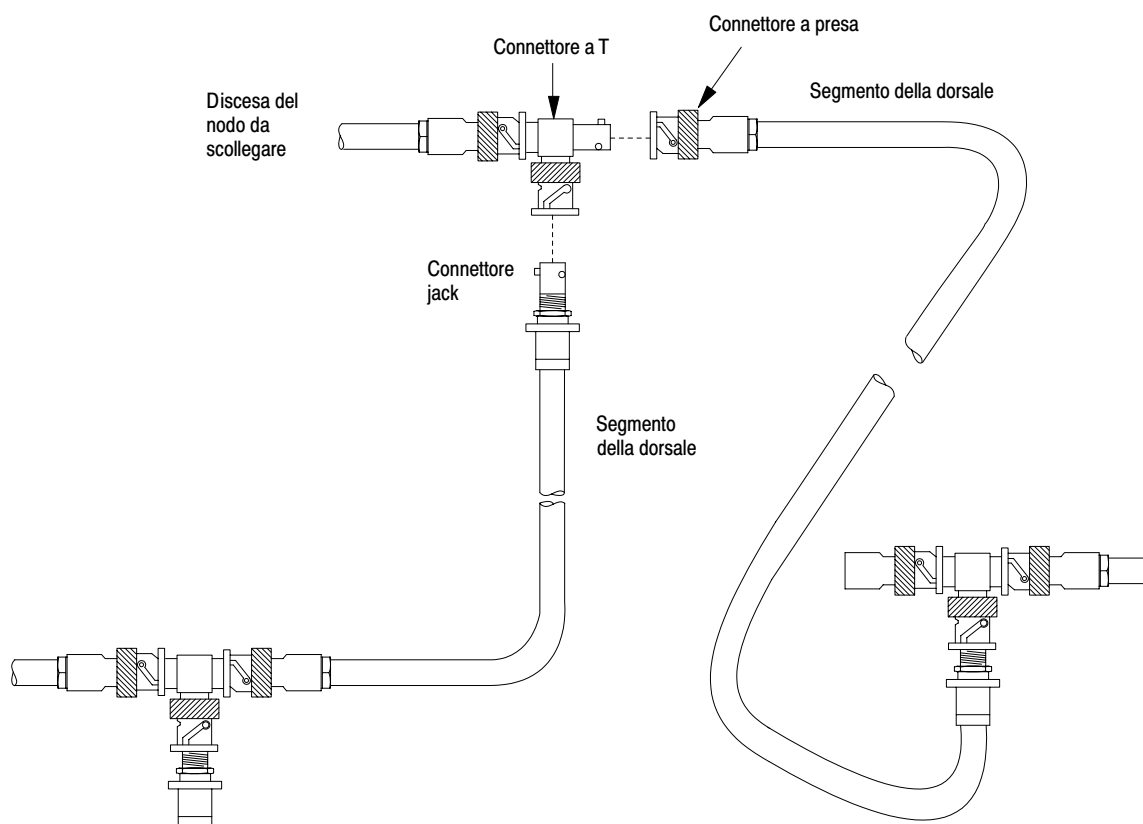 Connettore a T
Connettore a presa
Segmento della dorsale
Discesa del
nodo da
scollegare
Connettore
jack
Segmento
della dorsale